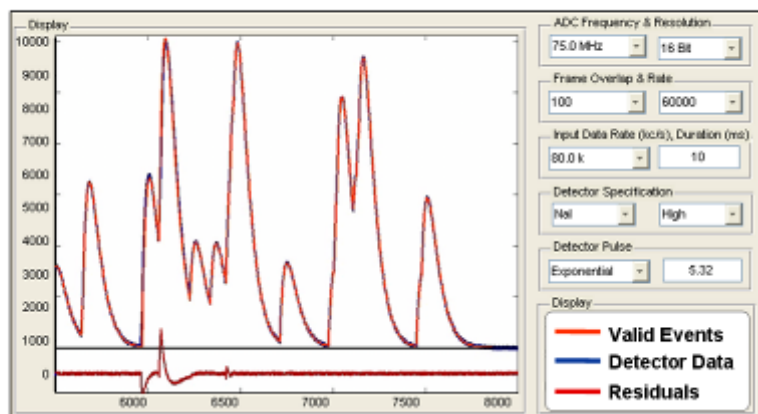 Display
10000
9000
8000
7000
6000
5000
4000
3000
2000
1000
0
6000 6500 7000 7500 8000
ADC Frequency & Resolution
75.0 MHz 16 Bit
Frame Overlap & Rate
100 60000
Input Data Rate (kc/s), Duration (ms)
80.0 k 10
Detector Specification
NaI High
Detector Pulse
Exponential 5.32
Display
Valid Events
Detector Data
Residuals